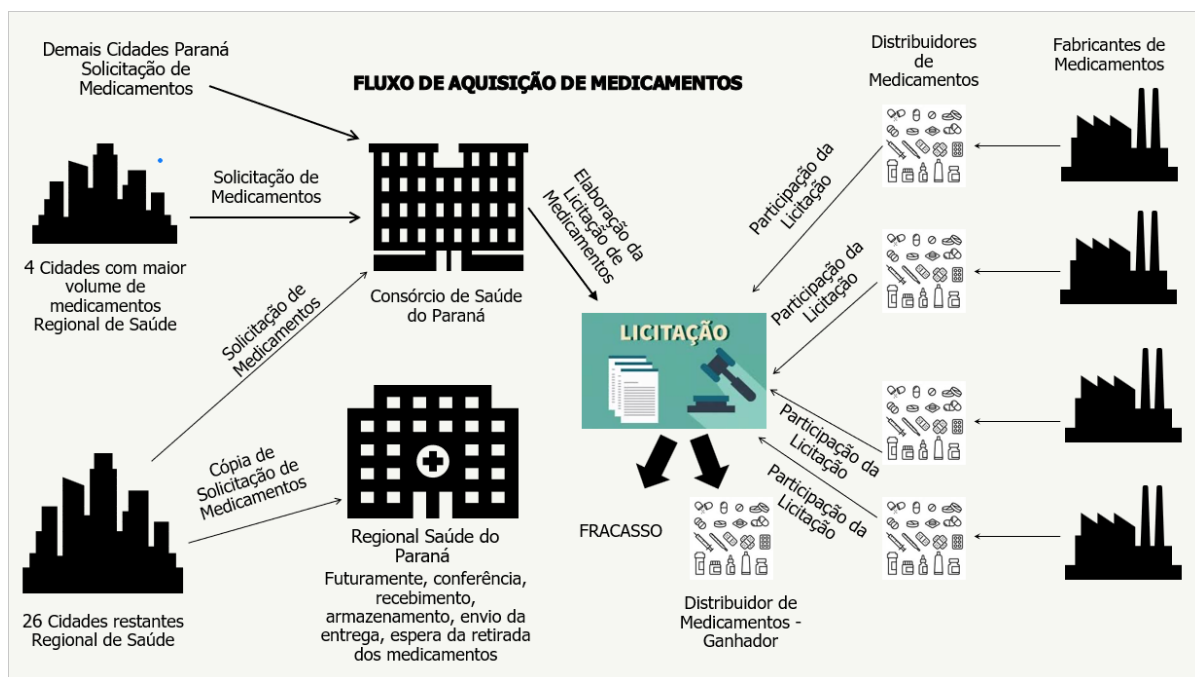 FLUXO DE AQUISIÇÃO DE MEDICAMENTOS
Demais Cidades Paraná
Solicitação de
Medicamentos
Solicitação de
Medicamentos
4 Cidades com maior
volume de
medicamentos
Regional de Saúde
Consórcio de Saúde
do Paraná
Solicitação de
Medicamentos
Cópia de
Solicitação de
Medicamentos
26 Cidades restantes
Regional de Saúde
Regional Saúde do
Paraná
Futuramente, conferência,
recebimento,
armazenamento, envio da
entrega, espera da retirada
dos medicamentos
Elaboração da
Licitação de
Medicamentos
LICITAÇÃO
FRACASSO
Distribuidor de
Medicamentos -
Ganhador
Participação da
Licitação
Participação da
Licitação
Participação da
Licitação
Participação da
Licitação
Distribuidores
de
Medicamentos
Fabricantes de
Medicamentos